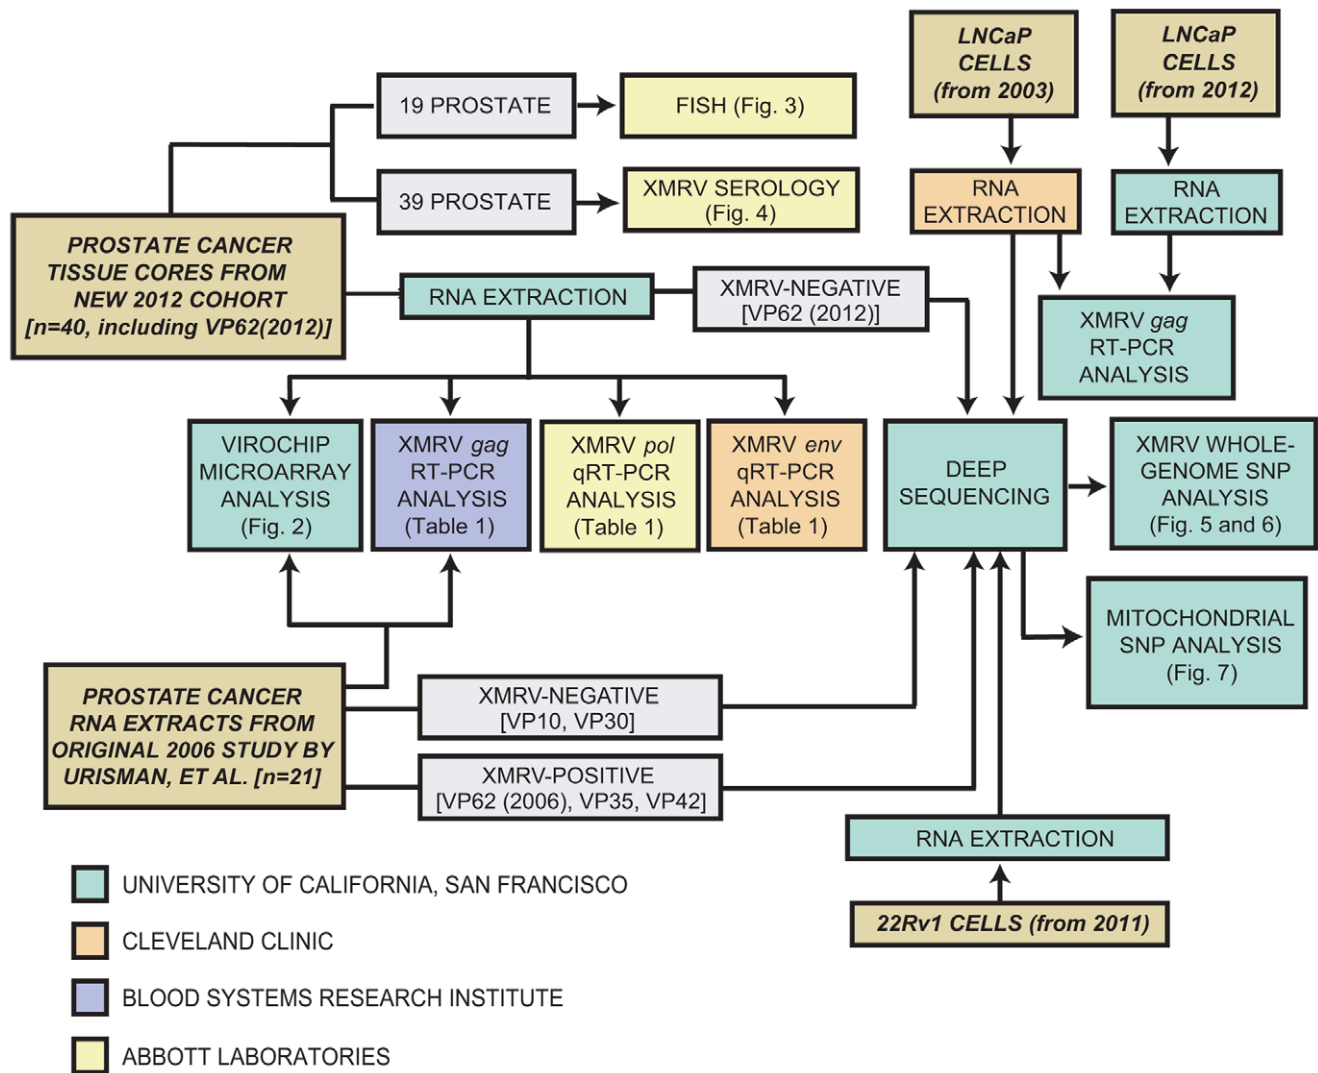 LNCaP
CELLS
(from 2003)
LNCaP
CELLS
(from 2012)
19 PROSTATE
FISH (Fig. 3)
39 PROSTATE
XMRV SEROLOGY
(Fig. 4)
RNA
EXTRACTION
RNA
EXTRACTION
PROSTATE CANCER
TISSUE CORES FROM
NEW 2012 COHORT
[n=40, including VP62(2012)]
RNA EXTRACTION
XMRV-NEGATIVE
[VP62 (2012)]
XMRV gag
RT-PCR
ANALYSIS
VIROCHIP
MICROARRAY
ANALYSIS
(Fig. 2)
XMRV gag
RT-PCR
ANALYSIS
(Table 1)
XMRV pol
qRT-PCR
ANALYSIS
(Table 1)
XMRV env
qRT-PCR
ANALYSIS
(Table 1)
DEEP
SEQUENCING
XMRV WHOLE-
GENOME SNP
ANALYSIS
(Fig. 5 and 6)
MITOCHONDRIAL
SNP ANALYSIS
(Fig. 7)
PROSTATE CANCER
RNA EXTRACTS FROM
ORIGINAL 2006 STUDY BY
URISMAN, ET AL. [n=21]
XMRV-NEGATIVE
[VP10, VP30]
XMRV-POSITIVE
[VP62 (2006), VP35, VP42]
RNA EXTRACTION
22Rv1 CELLS (from 2011)
UNIVERSITY OF CALIFORNIA, SAN FRANCISCO
CLEVELAND CLINIC
BLOOD SYSTEMS RESEARCH INSTITUTE
ABBOTT LABORATORIES